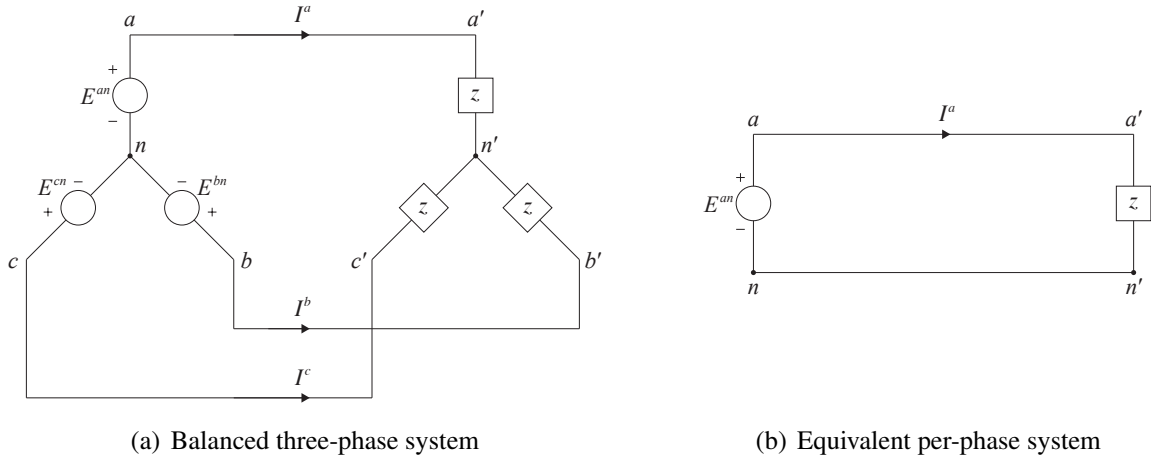 a I^a a′
+
E^{an} z
−
n n′
E^{cn} − − E^{bn}
+ + z z
c b c′ b′
I^b
I^c
(a) Balanced three-phase system
a I^a a′
+
E^{an} z
−
n n′
(b) Equivalent per-phase system